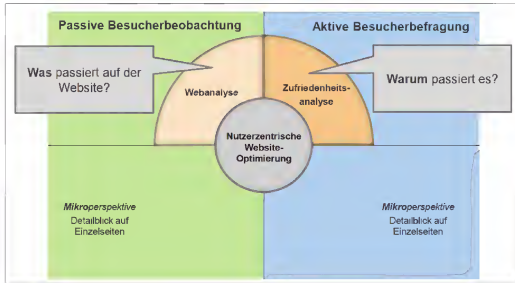 Passive Besucherbeobachtung
Aktive Besucherbefragung
Was passiert auf der
Website?
Webanalyse
Zufriedenheits-
analyse
Warum passiert es?
Nutzerzentrische
Website-
Optimierung
Mikroperspektive
Detailblick auf
Einzelseiten
Mikroperspektive
Detailblick auf
Einzelseiten